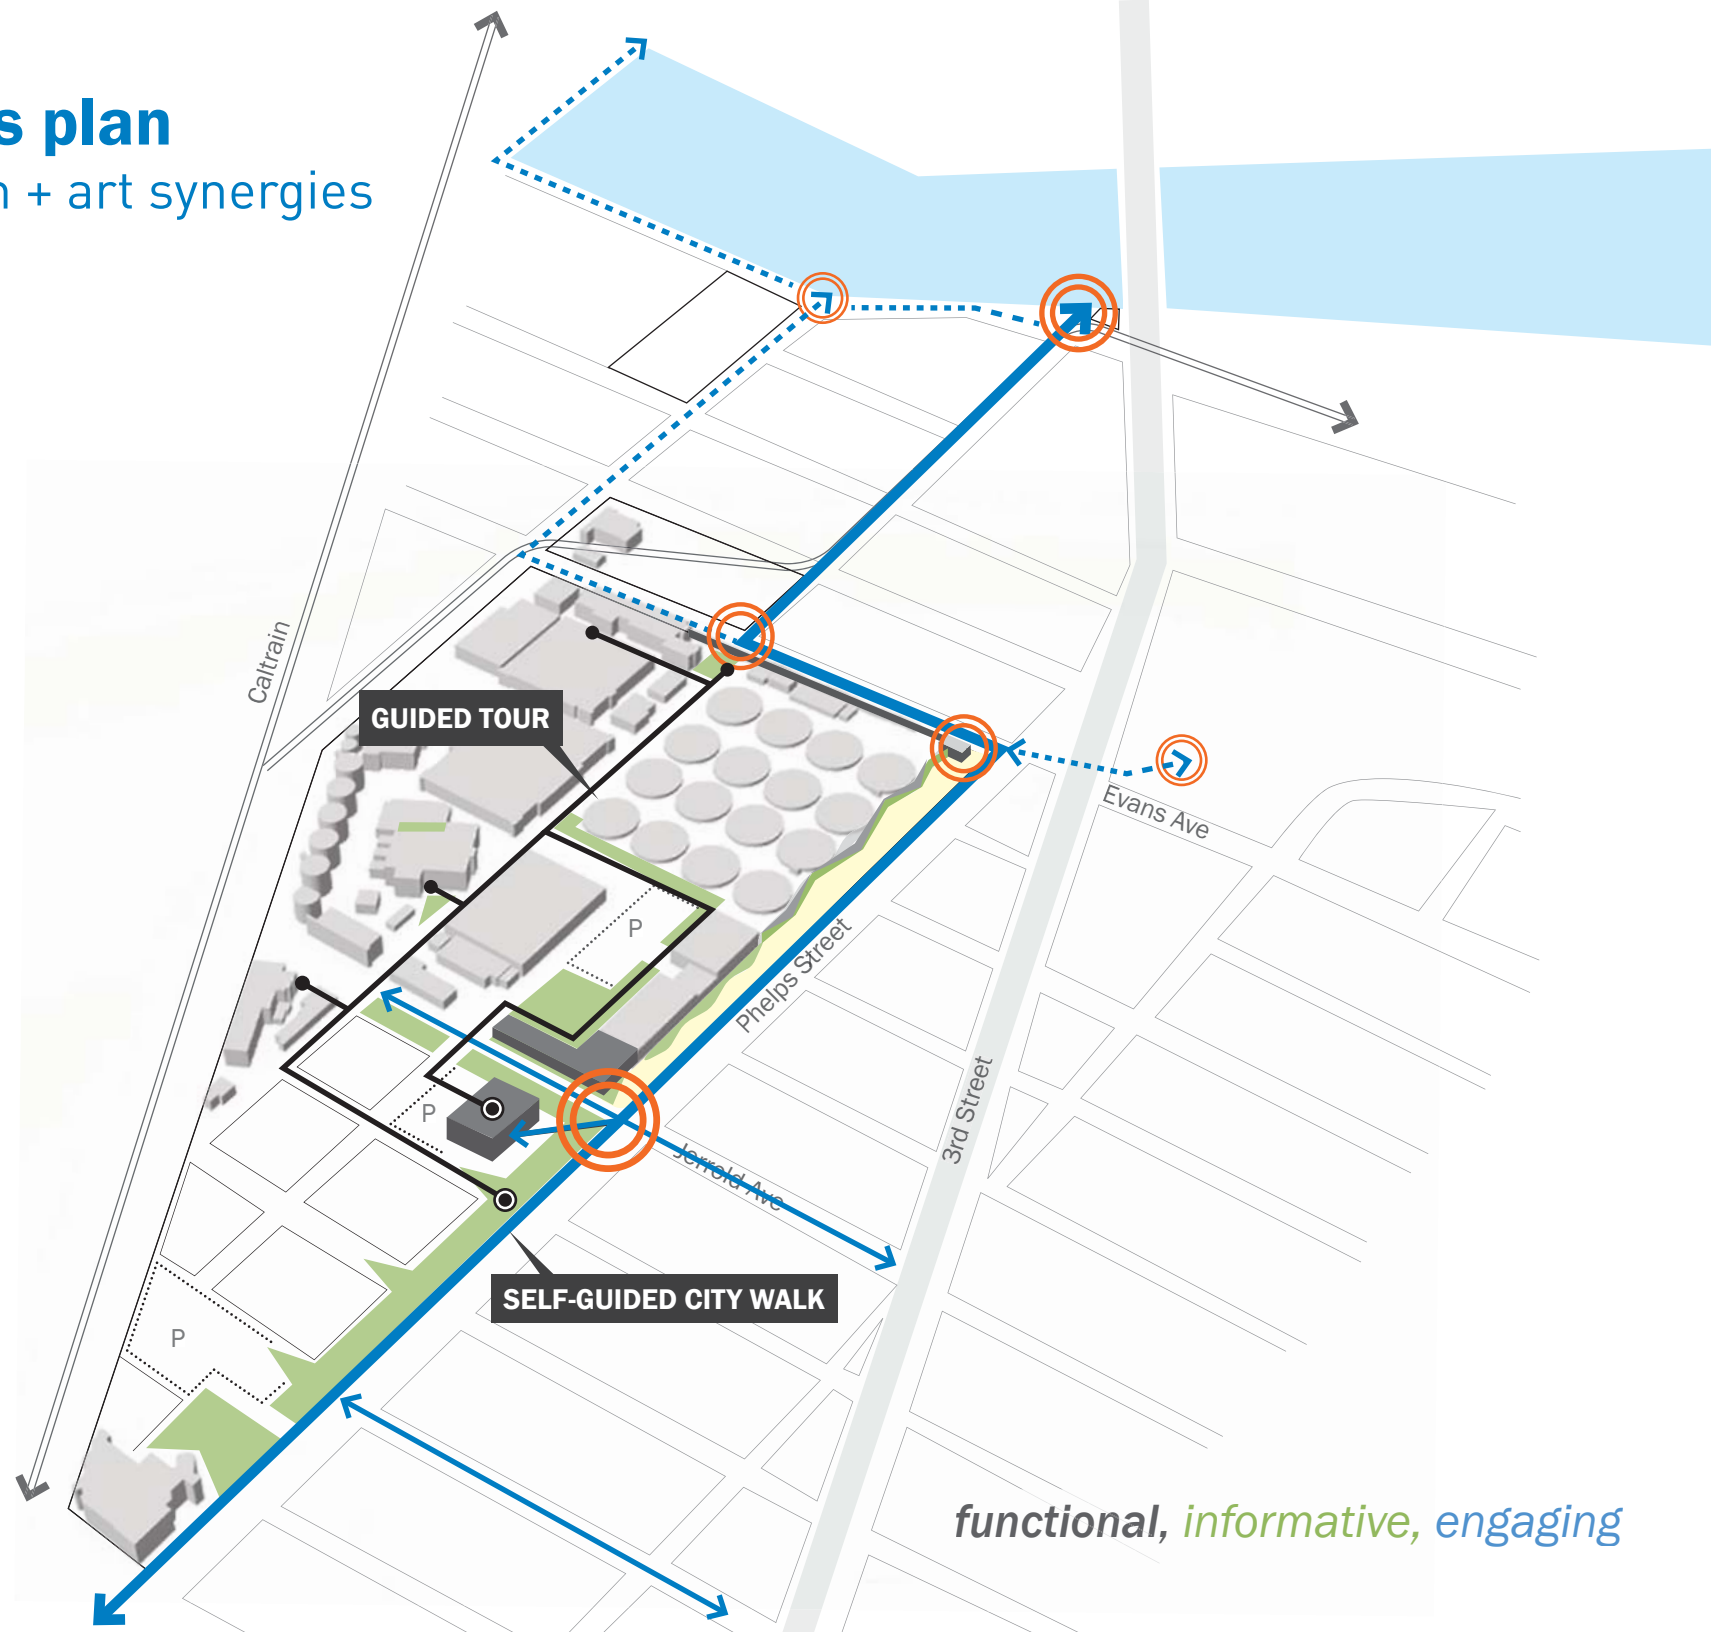 s plan
+ art synergies
Caltrain
GUIDED TOUR
Evans Ave
P
Phelps Street
3rd Street
P
Jerrold Ave
SELF-GUIDED CITY WALK
P
functional, informative, engaging